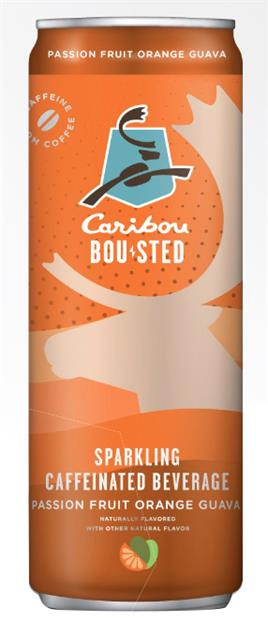 PASSION FRUIT ORANGE GUAVA
CAFFEINE
OM COFFEE
Caribou
BOU STED
SPARKLING
CAFFEINATED BEVERAGE
PASSION FRUIT ORANGE GUAVA
NATURALLY FLAVORED
WITH OTHER NATURAL FLAVOR